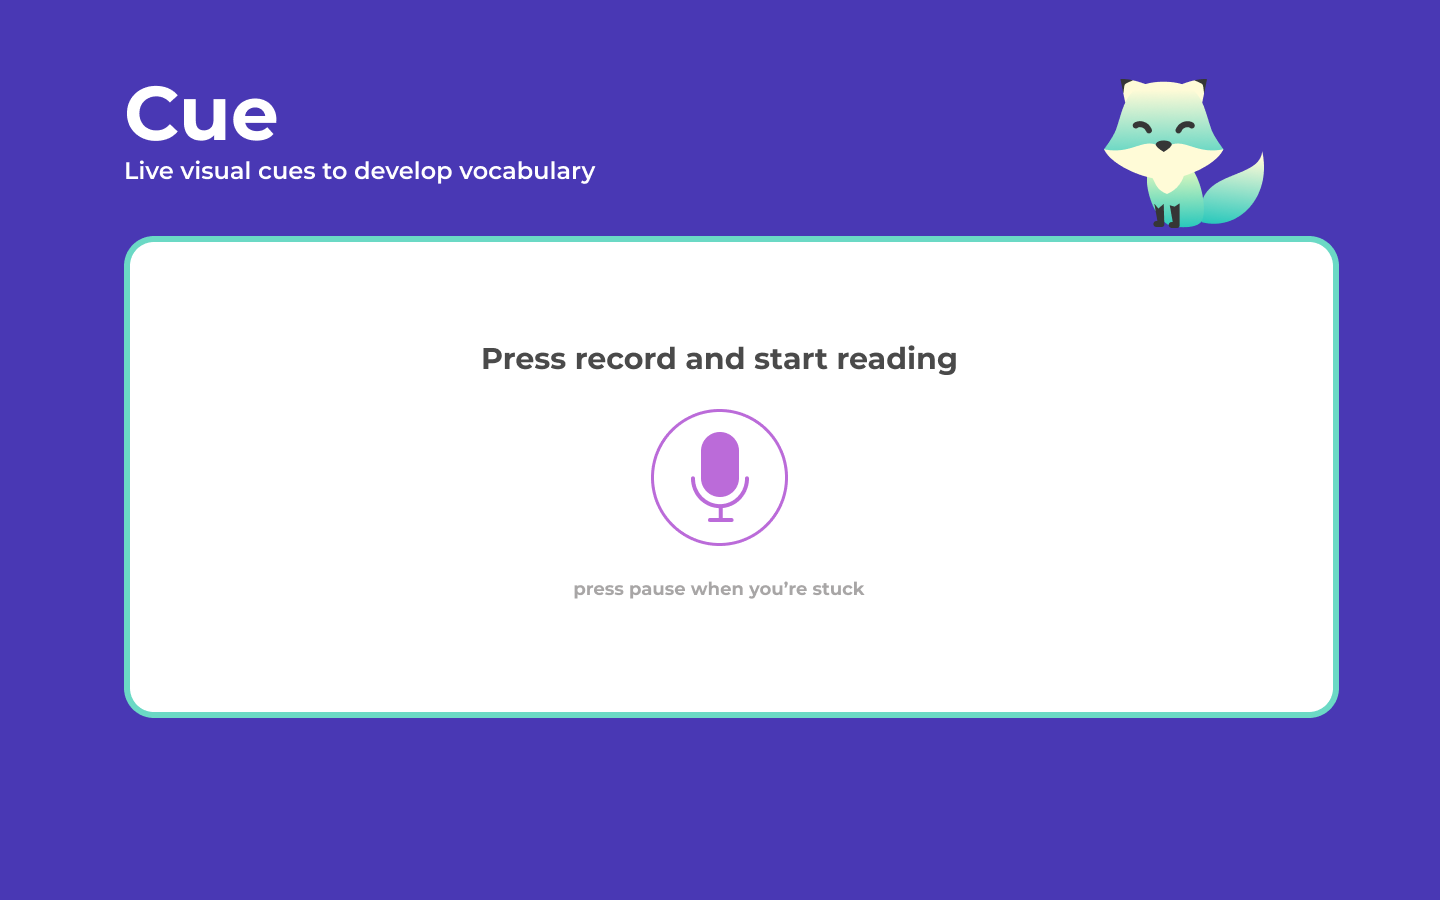 Cue
Live visual cues to develop vocabulary
Press record and start reading
press pause when you’re stuck